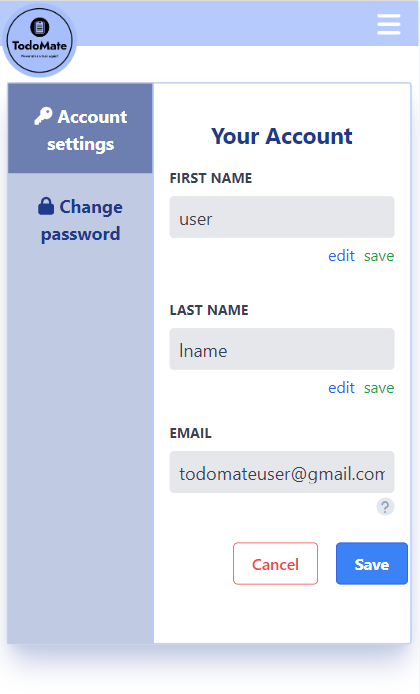 TodoMate
Account
settings
Change
password
Your Account
FIRST NAME
user
edit save
LAST NAME
lname
edit save
EMAIL
todomateuser@gmail.com
?
Cancel
Save